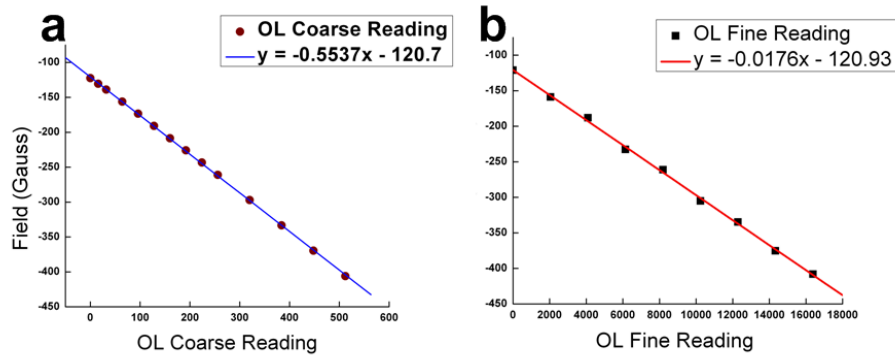 a
OL Coarse Reading
y = -0.5537x - 120.7
-100
-150
-200
-250
-300
-350
-400
-450
Field (Gauss)
0 100 200 300 400 500 600
OL Coarse Reading
b
OL Fine Reading
y = -0.0176x - 120.93
-100
-150
-200
-250
-300
-350
-400
-450
0 2000 4000 6000 8000 10000 12000 14000 16000 18000
OL Fine Reading